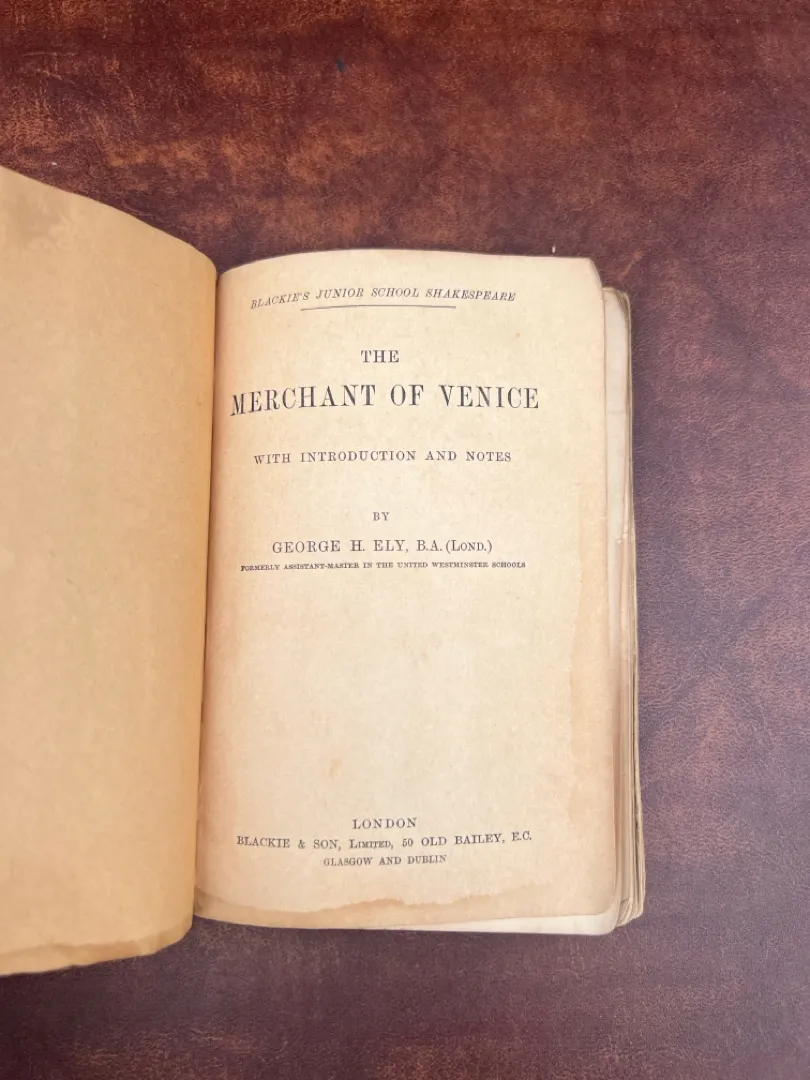 BLACKIE'S JUNIOR SCHOOL SHAKESPEARE
THE
MERCHANT OF VENICE
WITH INTRODUCTION AND NOTES
BY
GEORGE H. ELY, B.A. (LOND.)
FORMERLY ASSISTANT-MASTER IN THE UNITED WESTMINSTER SCHOOLS
LONDON
BLACKIE & SON, LIMITED, 50 OLD BAILEY, E.C.
GLASGOW AND DUBLIN